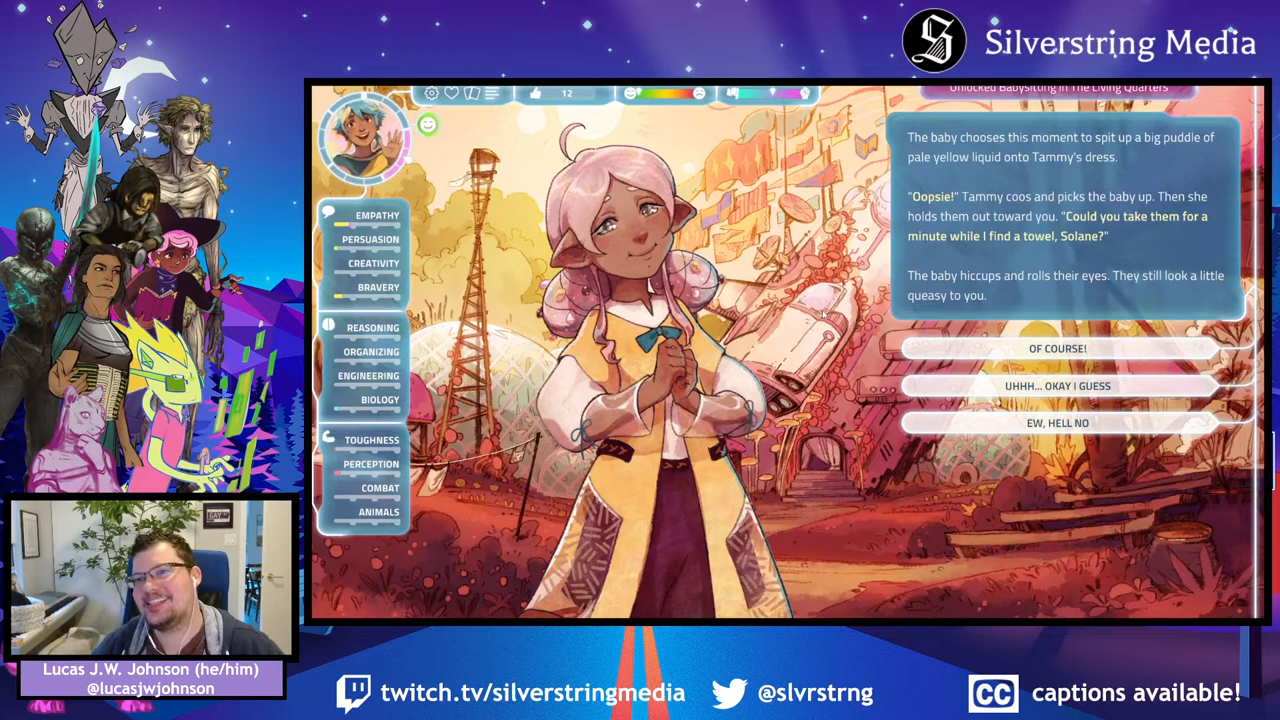 Silverstring Media
12
Unlocked Babysitting in The Living Quarters
The baby chooses this moment to spit up a big puddle of
pale yellow liquid onto Tammy's dress.
"Oopsie!" Tammy coos and picks the baby up. Then she
holds them out toward you. "Could you take them for a
minute while I find a towel, Solane?"
The baby hiccups and rolls their eyes. They still look a little
queasy to you.
OF COURSE!
UHHH... OKAY I GUESS
EW, HELL NO
EMPATHY
PERSUASION
CREATIVITY
BRAVERY
REASONING
ORGANIZING
ENGINEERING
BIOLOGY
TOUGHNESS
PERCEPTION
COMBAT
ANIMALS
GAY
Lucas J.W. Johnson (he/him)
@lucasjwjohnson
twitch.tv/silverstringmedia
@slvrstrng
CC
captions available!